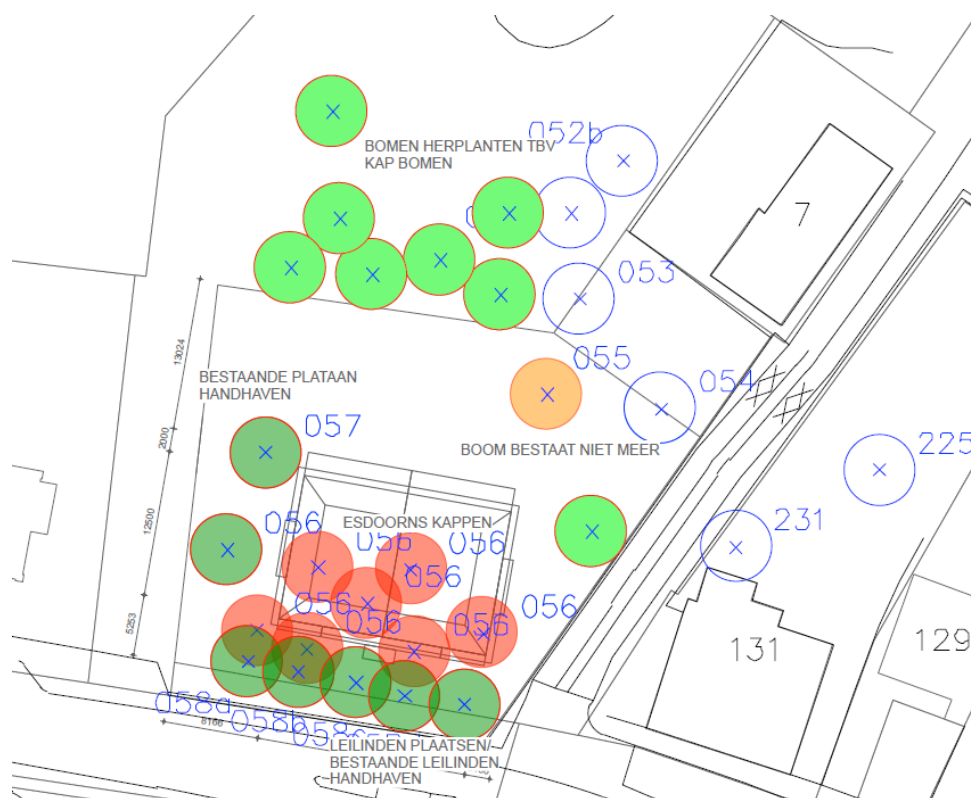 052b
BOMEN HERPLANTEN TBV
KAP BOMEN
7
053
13024
055
054
BESTAANDE PLATAAN
HANDHAVEN
2000
057
BOOM BESTAAT NIET MEER
225
12500
056
ESDOORNS KAPPEN
056
056
231
056
056
056
056
056
5253
131
129
058a
058b
8166
LEILINDEN PLAATSEN/
BESTAANDE LEILINDEN
HANDHAVEN